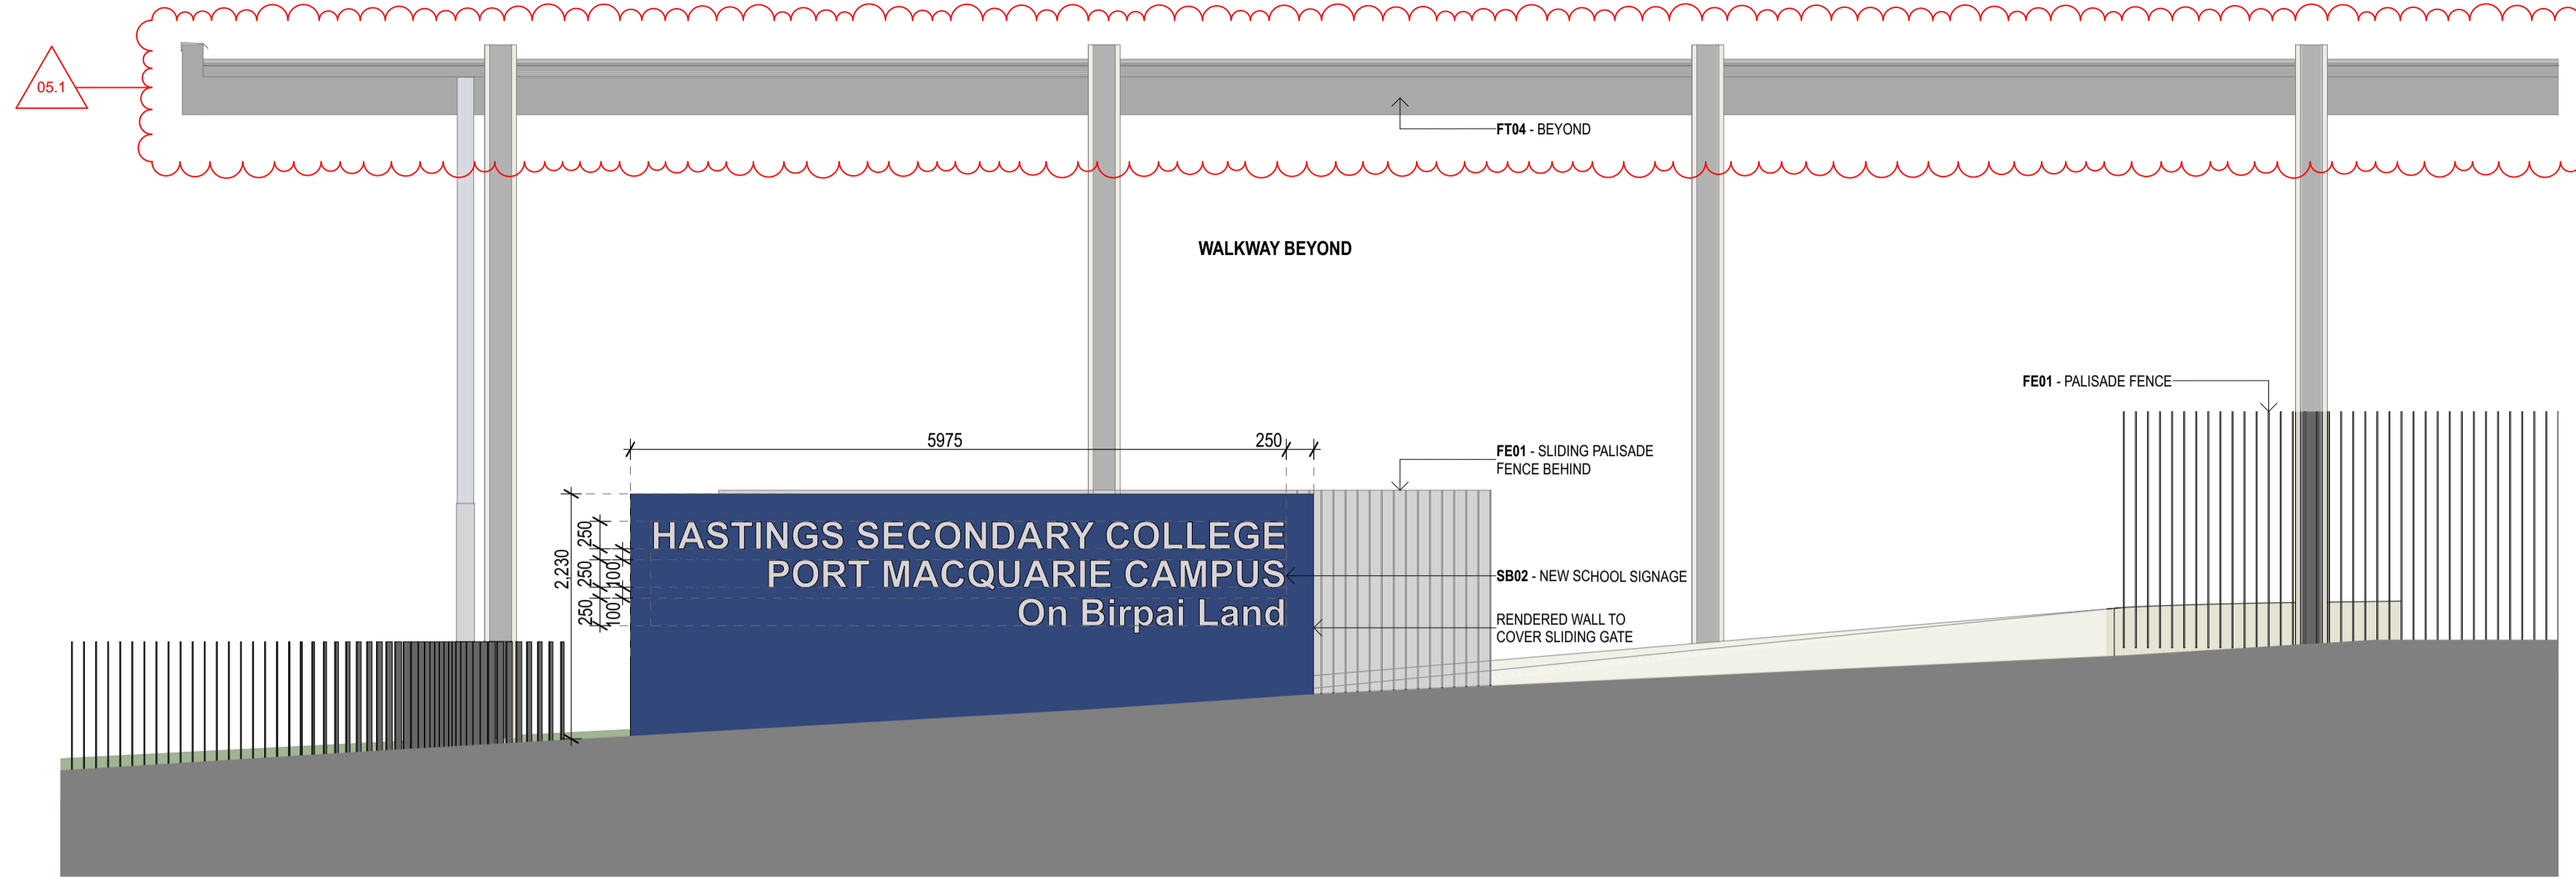 05.1
FT04 - BEYOND
WALKWAY BEYOND
FE01 - PALISADE FENCE
5975
250
FE01 - SLIDING PALISADE
FENCE BEHIND
2,230
250
100
250
100
250
HASTINGS SECONDARY COLLEGE
PORT MACQUARIE CAMPUS
On Birpai Land
SB02 - NEW SCHOOL SIGNAGE
RENDERED WALL TO
COVER SLIDING GATE